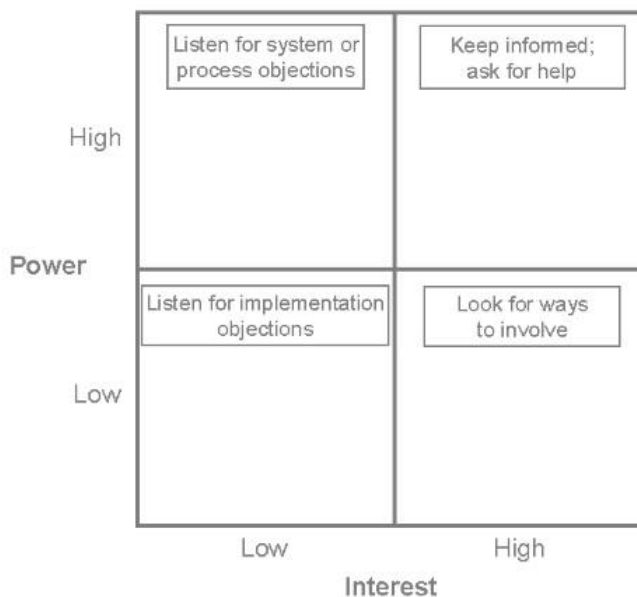 Listen for system or
process objections
Keep informed;
ask for help
High
Power
Listen for implementation
objections
Look for ways
to involve
Low
Low
High
Interest